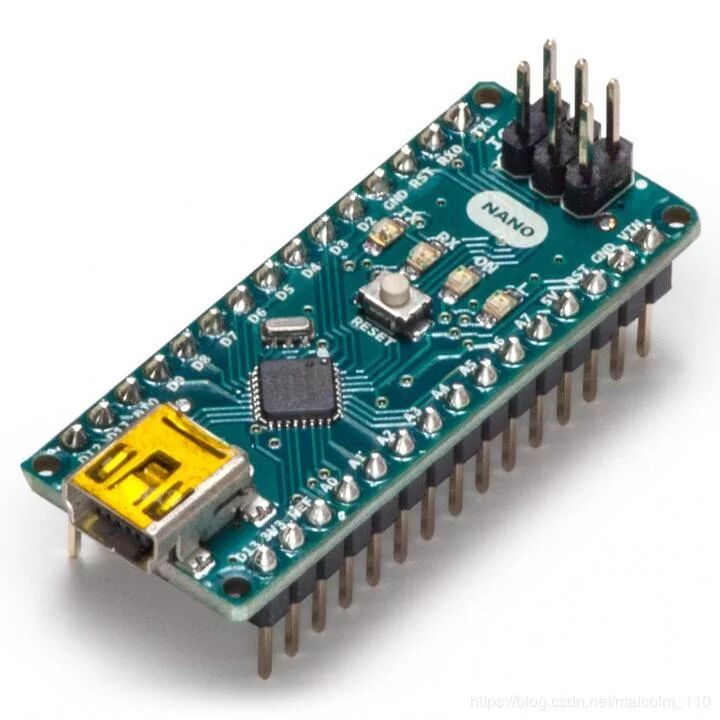 TX1
RX0
RST
GND
D2
D3
D4
D5
D6
D7
D8
NANO
TX
RX
ON
L
RESET
VIN
GND
RST
5V
A7
A6
A5
A4
A3
A2
A1
A0
REF
3V3
D13
https://blog.csdn.net/malcolm_110